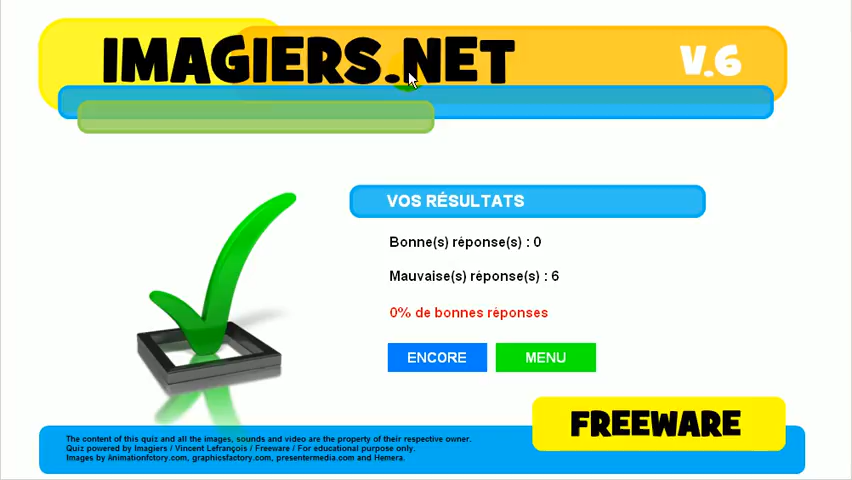 IMAGIERS.NET
V.6
VOS RÉSULTATS
Bonne(s) réponse(s) : 0
Mauvaise(s) réponse(s) : 6
0% de bonnes réponses
ENCORE
MENU
FREEWARE
The content of this quiz and all the images, sounds and video are the property of their respective owner.
Quiz powered by Imagiers / Vincent Lefrançois / Freeware / For educational purpose only.
Images by Animationfctory.com, graphicsfactory.com, presentermedia.com and Hemera.